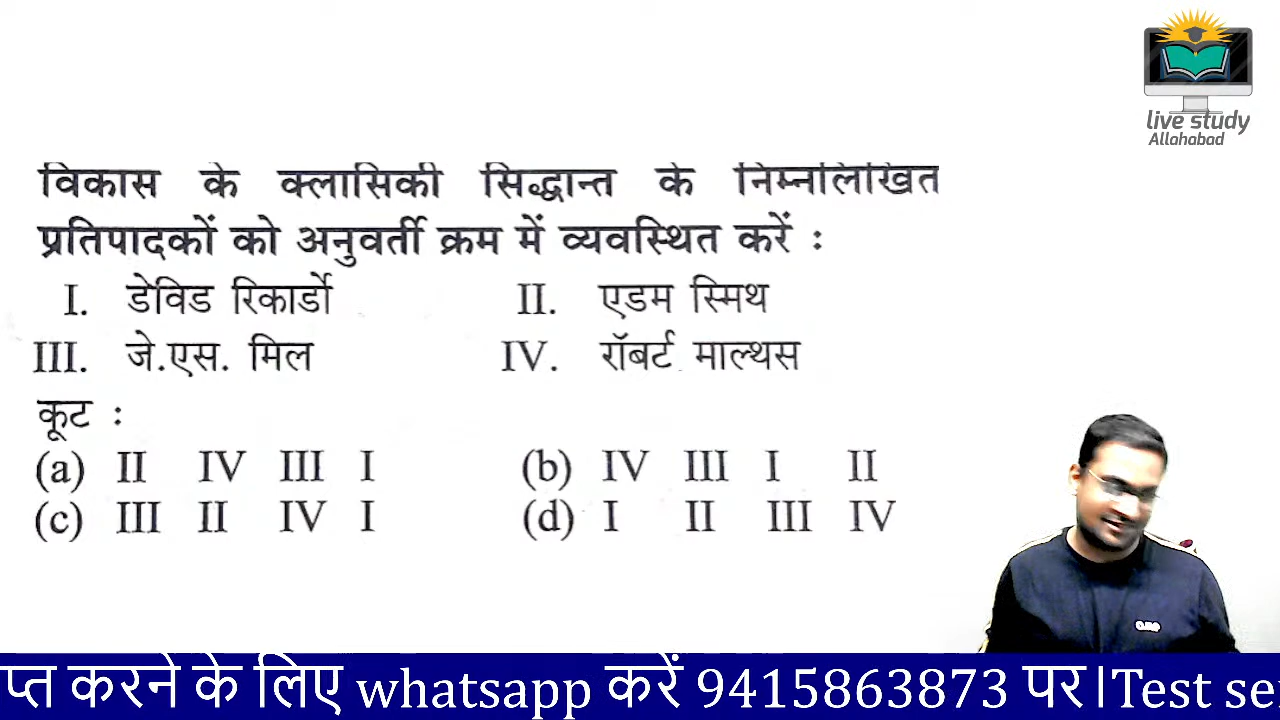 live study
Allahabad
विकास के क्लासिकी सिद्धान्त के निम्नलिखित
प्रतिपादकों को अनुवर्ती क्रम में व्यवस्थित करें :
I. डेविड रिकार्डो II. एडम स्मिथ
III. जे.एस. मिल IV. रॉबर्ट माल्थस
कूट :
(a) II IV III I (b) IV III I II
(c) III II IV I (d) I II III IV
प्त करने के लिए whatsapp करें 9415863873 पर।Test se